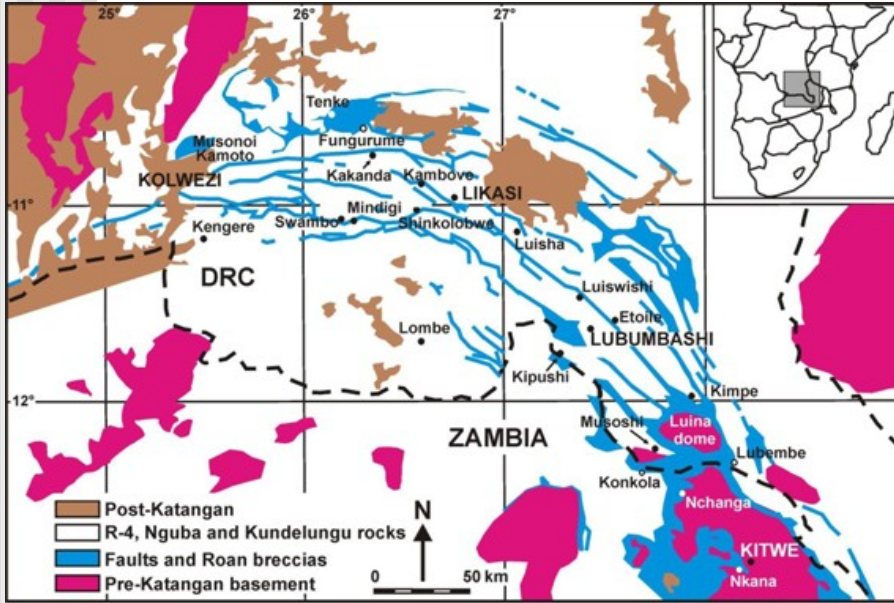 25°
26°
27°
Tenke
Musonoi
Kamoto
Fungurume
KOLWEZI
Kakanda
Kambove
LIKASI
11°
Mindigi
Kengere
Swambo
Shinkolobwe
Luisha
DRC
Luiswishi
Etoile
Lombe
LUBUMBASHI
Kipushi
Kimpe
12°
Musoshi
Luina
dome
ZAMBIA
Lubembe
Konkola
Nchanga
Post-Katangan
N
R-4, Nguba and Kundelungu rocks
KITWE
Faults and Roan breccias
Nkana
Pre-Katangan basement
0
50 km